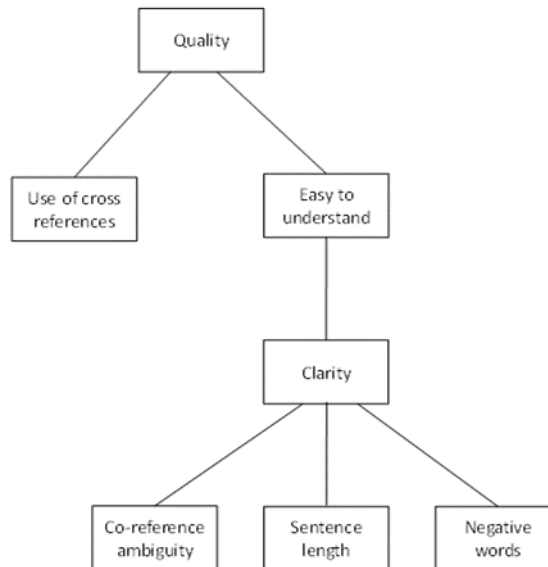 Quality
Use of cross
references
Easy to
understand
Clarity
Co-reference
ambiguity
Sentence
length
Negative
words